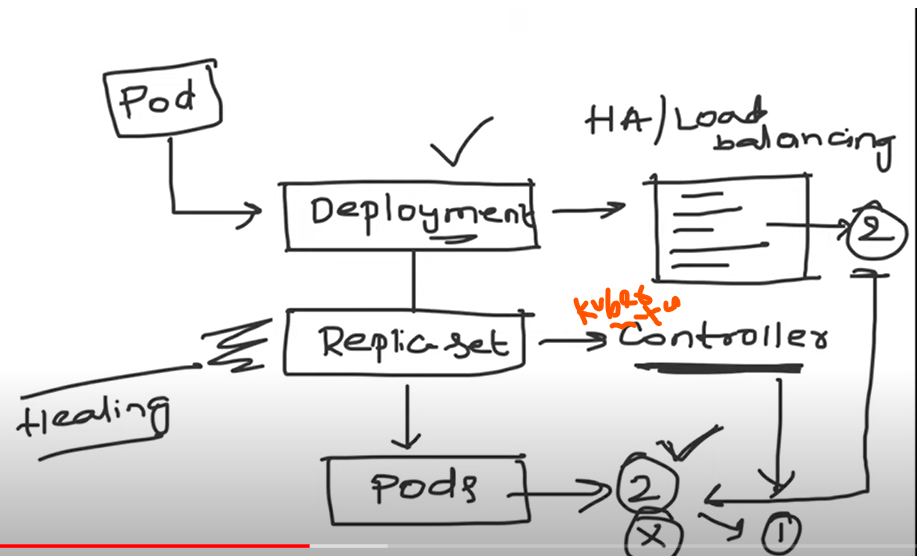 Pod
HA/Load
balancing
Deployment
2
Replicaset
Controller
Healing
Pods
2
X
1